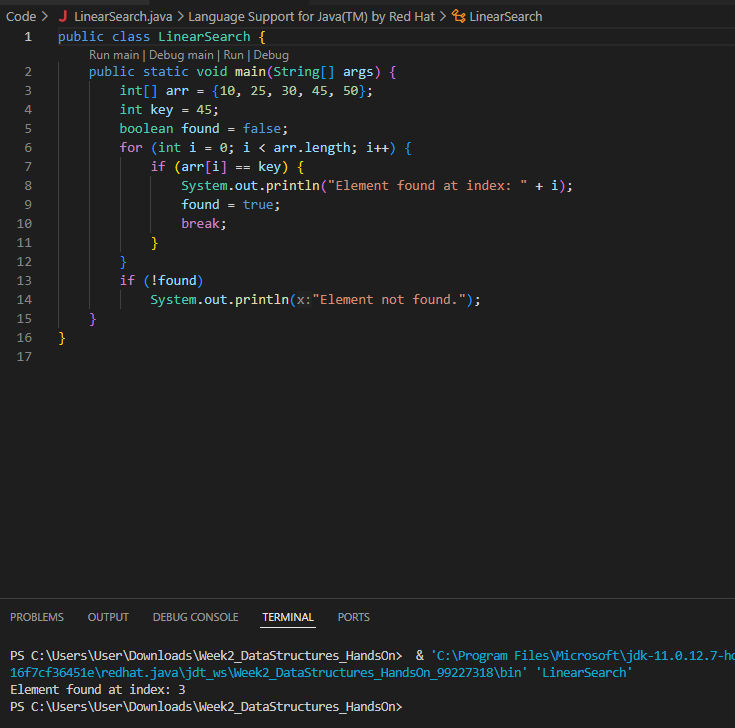 Code > LinearSearch.java > Language Support for Java(TM) by Red Hat > LinearSearch
1 public class LinearSearch {
Run main | Debug main | Run | Debug
2 public static void main(String[] args) {
3 int[] arr = {10, 25, 30, 45, 50};
4 int key = 45;
5 boolean found = false;
6 for (int i = 0; i < arr.length; i++) {
7 if (arr[i] == key) {
8 System.out.println("Element found at index: " + i);
9 found = true;
10 break;
11 }
12 }
13 if (!found)
14 System.out.println(x:"Element not found.");
15 }
16 }
17
PROBLEMS OUTPUT DEBUG CONSOLE TERMINAL PORTS
PS C:\Users\User\Downloads\Week2_DataStructures_HandsOn> & 'C:\Program Files\Microsoft\jdk-11.0.12.7-ho
16f7cf36451e\redhat.java\jdt_ws\Week2_DataStructures_HandsOn_99227318\bin' 'LinearSearch'
Element found at index: 3
PS C:\Users\User\Downloads\Week2_DataStructures_HandsOn>